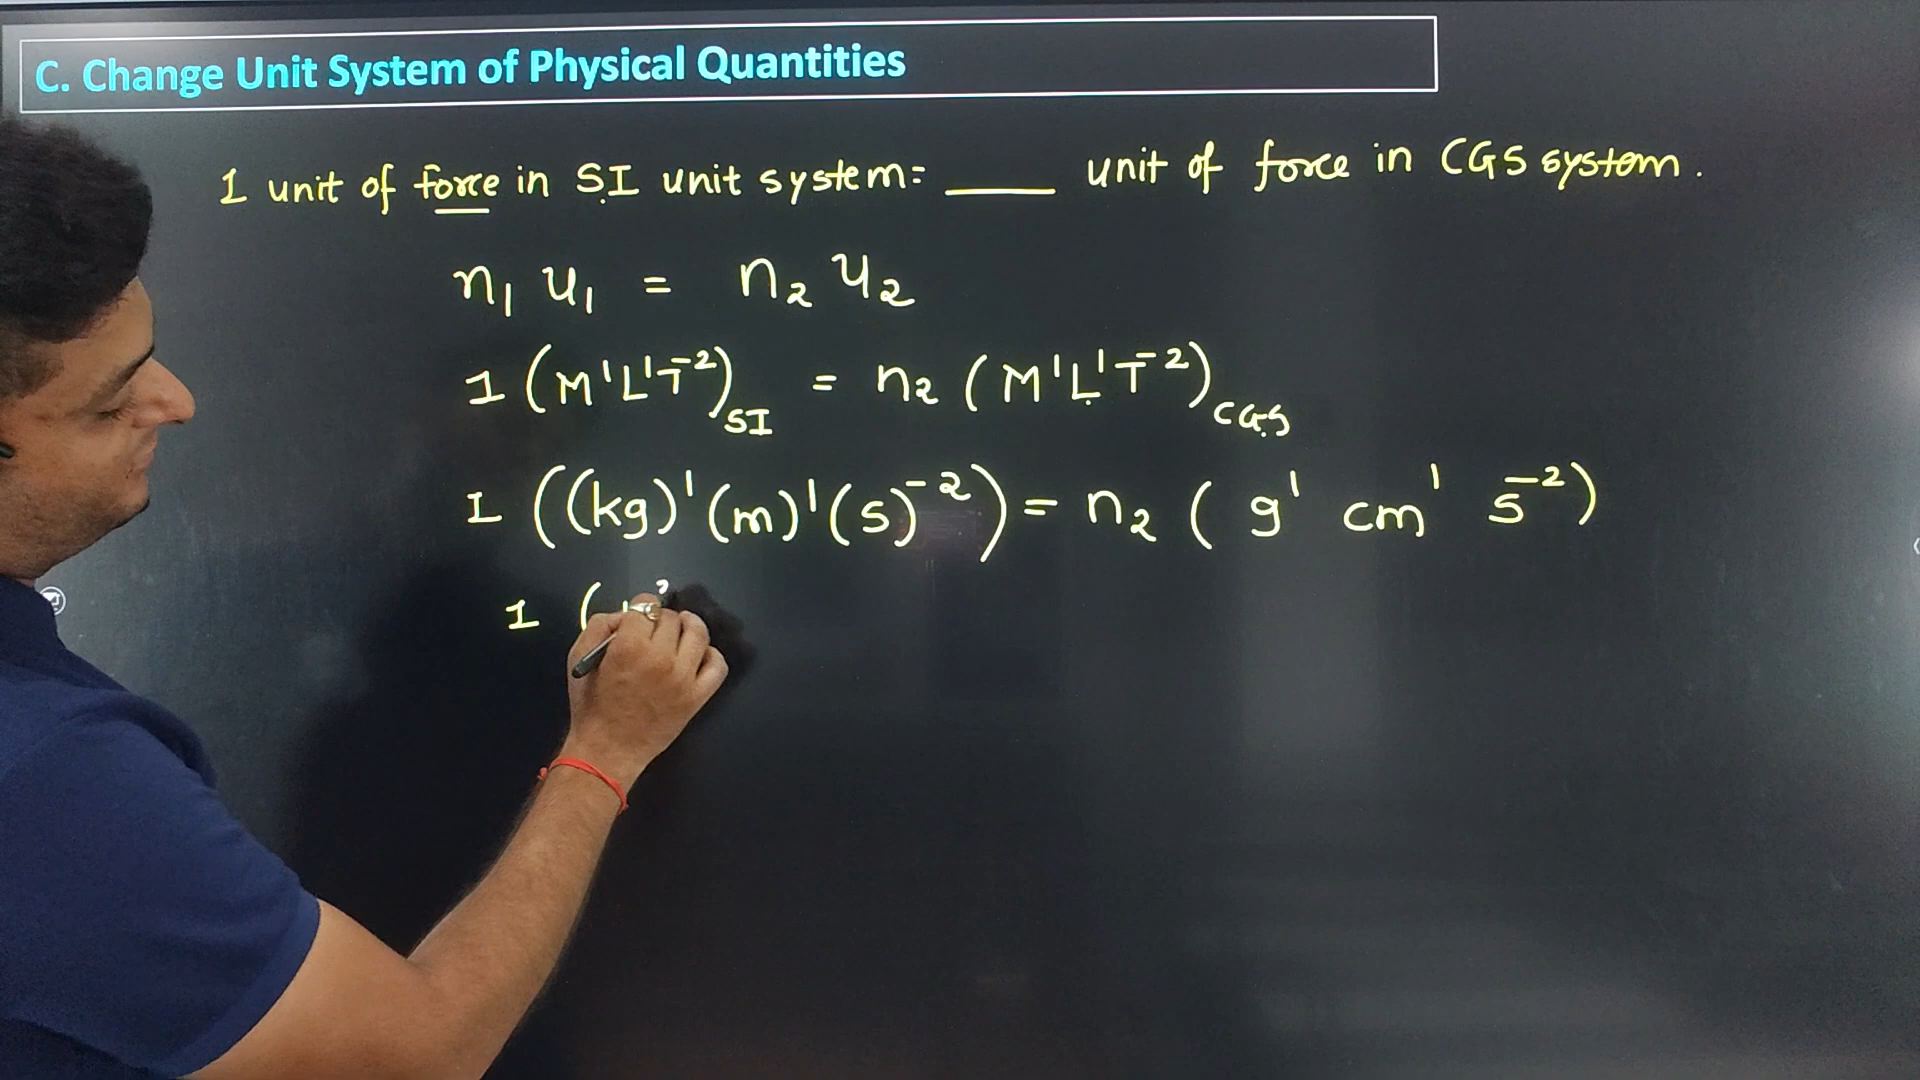 C. Change Unit System of Physical Quantities
1 unit of force in SI unit system = ____ unit of force in CGS system.
n₁ u₁ = n₂ u₂
1 (M¹L¹T⁻²)SI = n₂ (M¹L¹T⁻²)CGS
1 ((kg)¹(m)¹(s)⁻²) = n₂ ( g¹ cm¹ s⁻²)
1 (